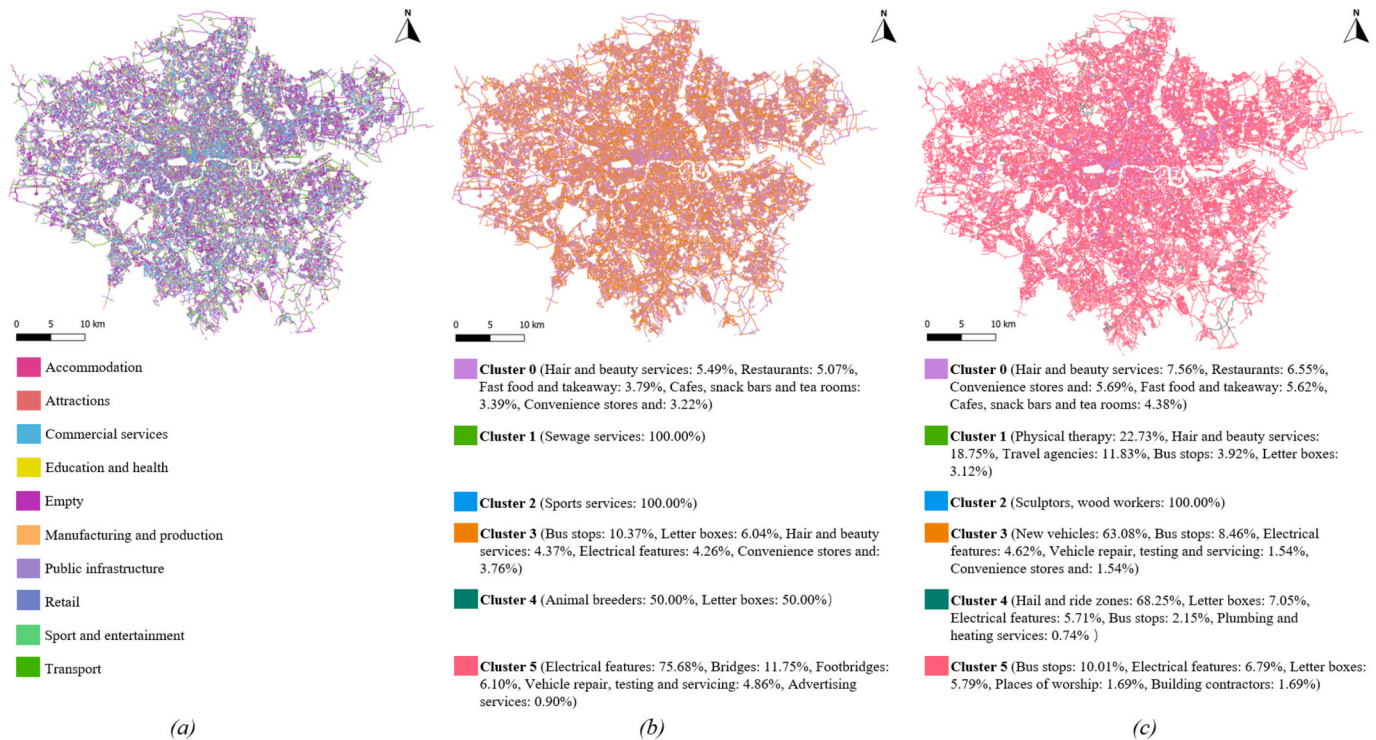 N
N
N
0 5 10 km
0 5 10 km
0 5 10 km
Accommodation
Attractions
Commercial services
Education and health
Empty
Manufacturing and production
Public infrastructure
Retail
Sport and entertainment
Transport
(a)
Cluster 0 (Hair and beauty services: 5.49%, Restaurants: 5.07%,
Fast food and takeaway: 3.79%, Cafes, snack bars and tea rooms:
3.39%, Convenience stores and: 3.22%)
Cluster 1 (Sewage services: 100.00%)
Cluster 2 (Sports services: 100.00%)
Cluster 3 (Bus stops: 10.37%, Letter boxes: 6.04%, Hair and beauty
services: 4.37%, Electrical features: 4.26%, Convenience stores and:
3.76%)
Cluster 4 (Animal breeders: 50.00%, Letter boxes: 50.00%)
Cluster 5 (Electrical features: 75.68%, Bridges: 11.75%, Footbridges:
6.10%, Vehicle repair, testing and servicing: 4.86%, Advertising
services: 0.90%)
(b)
Cluster 0 (Hair and beauty services: 7.56%, Restaurants: 6.55%,
Convenience stores and: 5.69%, Fast food and takeaway: 5.62%,
Cafes, snack bars and tea rooms: 4.38%)
Cluster 1 (Physical therapy: 22.73%, Hair and beauty services:
18.75%, Travel agencies: 11.83%, Bus stops: 3.92%, Letter boxes:
3.12%)
Cluster 2 (Sculptors, wood workers: 100.00%)
Cluster 3 (New vehicles: 63.08%, Bus stops: 8.46%, Electrical
features: 4.62%, Vehicle repair, testing and servicing: 1.54%,
Convenience stores and: 1.54%)
Cluster 4 (Hail and ride zones: 68.25%, Letter boxes: 7.05%,
Electrical features: 5.71%, Bus stops: 2.15%, Plumbing and
heating services: 0.74% )
Cluster 5 (Bus stops: 10.01%, Electrical features: 6.79%, Letter boxes:
5.79%, Places of worship: 1.69%, Building contractors: 1.69%)
(c)